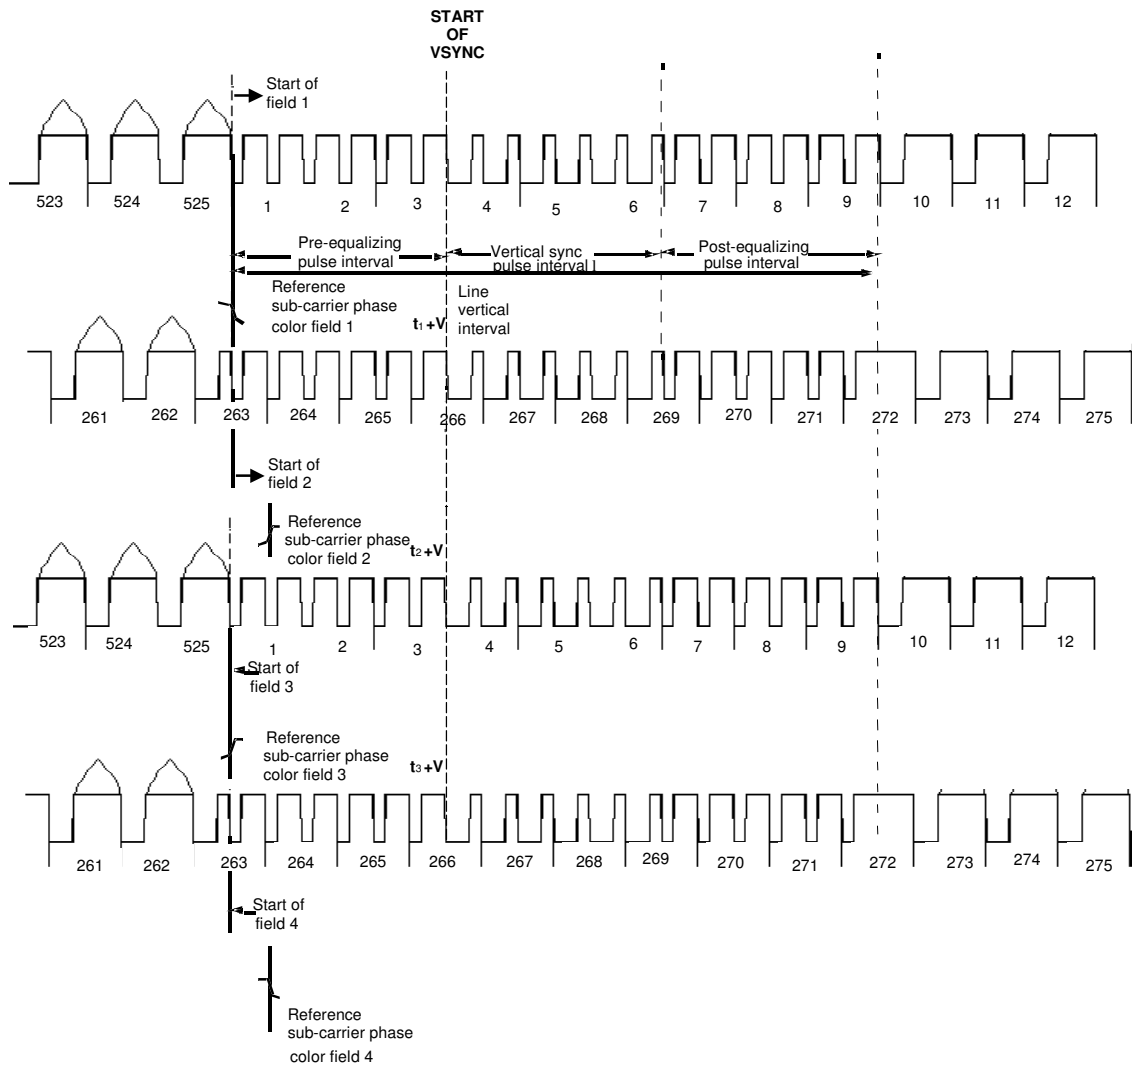 START
OF
VSYNC
Start of
field 1
523 524 525 1 2 3 4 5 6 7 8 9 10 11 12
Pre-equalizing
pulse interval
Vertical sync
pulse interval
Post-equalizing
pulse interval
Reference
sub-carrier phase
color field 1
t1+V
Line
vertical
interval
261 262 263 264 265 266 267 268 269 270 271 272 273 274 275
Start of
field 2
Reference
sub-carrier phase
color field 2
t2+V
523 524 525 1 2 3 4 5 6 7 8 9 10 11 12
Start of
field 3
Reference
sub-carrier phase
color field 3
t3+V
261 262 263 264 265 266 267 268 269 270 271 272 273 274 275
Start of
field 4
Reference
sub-carrier phase
color field 4